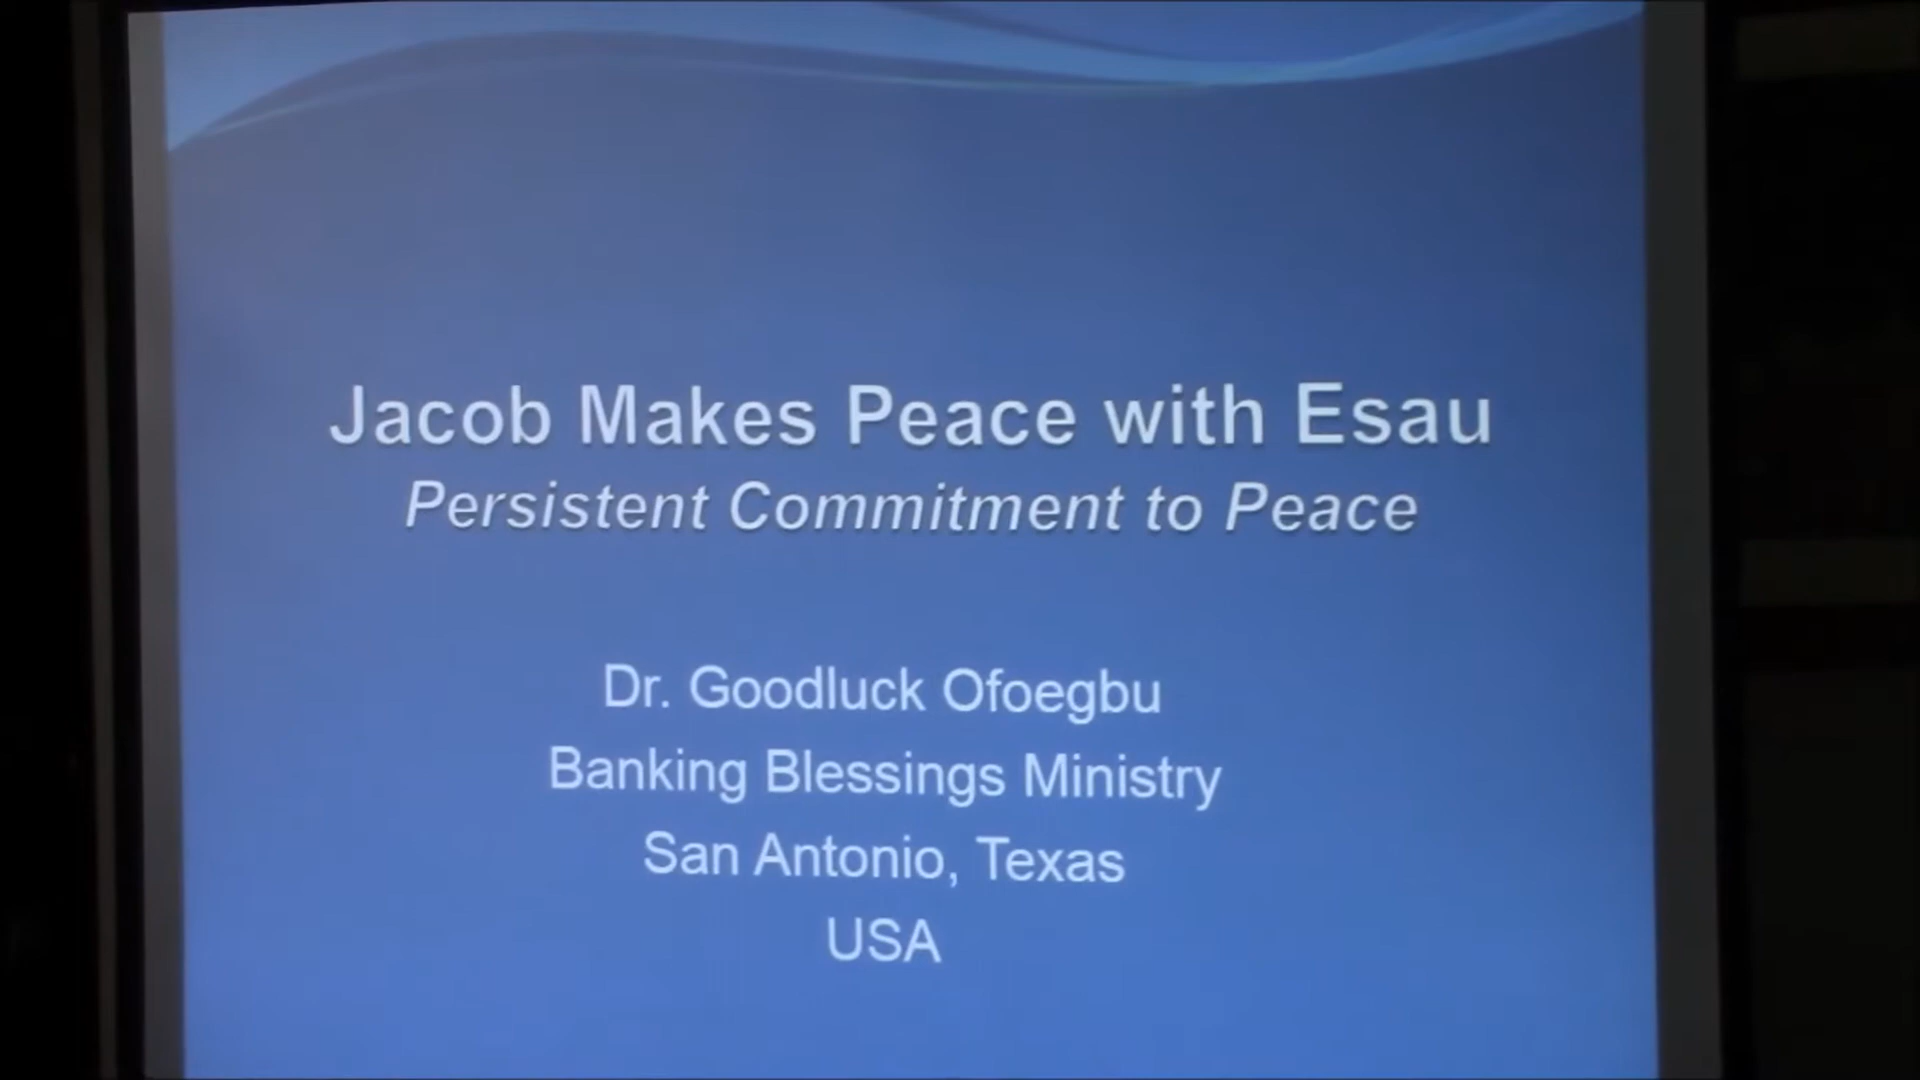 Jacob Makes Peace with Esau
Persistent Commitment to Peace
Dr. Goodluck Ofoegbu
Banking Blessings Ministry
San Antonio, Texas
USA